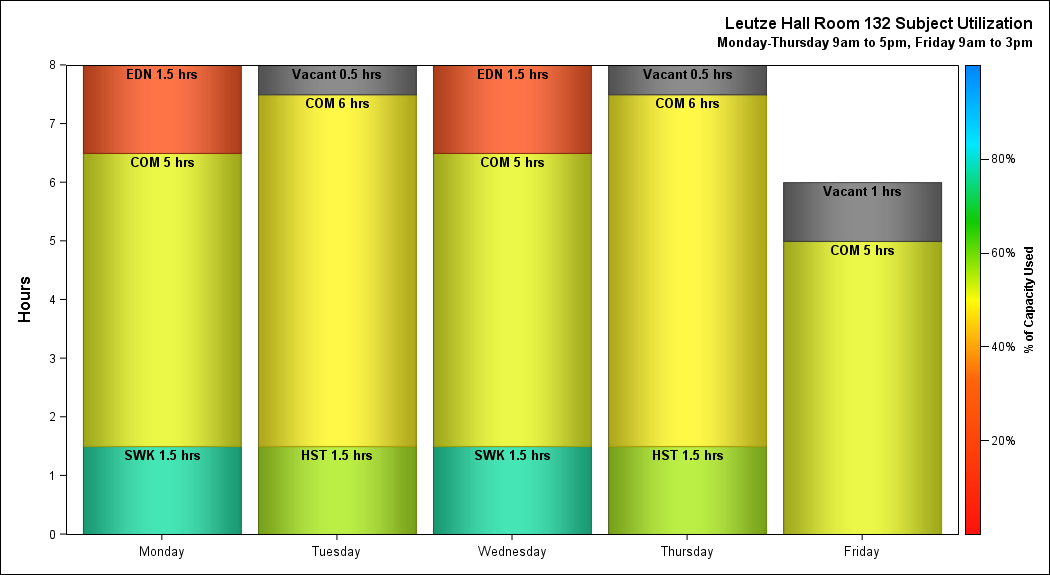 Leutze Hall Room 132 Subject Utilization
Monday-Thursday 9am to 5pm, Friday 9am to 3pm
Hours
8
7
6
5
4
3
2
1
0
EDN 1.5 hrs
COM 5 hrs
SWK 1.5 hrs
Vacant 0.5 hrs
COM 6 hrs
HST 1.5 hrs
EDN 1.5 hrs
COM 5 hrs
SWK 1.5 hrs
Vacant 0.5 hrs
COM 6 hrs
HST 1.5 hrs
Vacant 1 hrs
COM 5 hrs
Monday
Tuesday
Wednesday
Thursday
Friday
80%
60%
40%
20%
% of Capacity Used